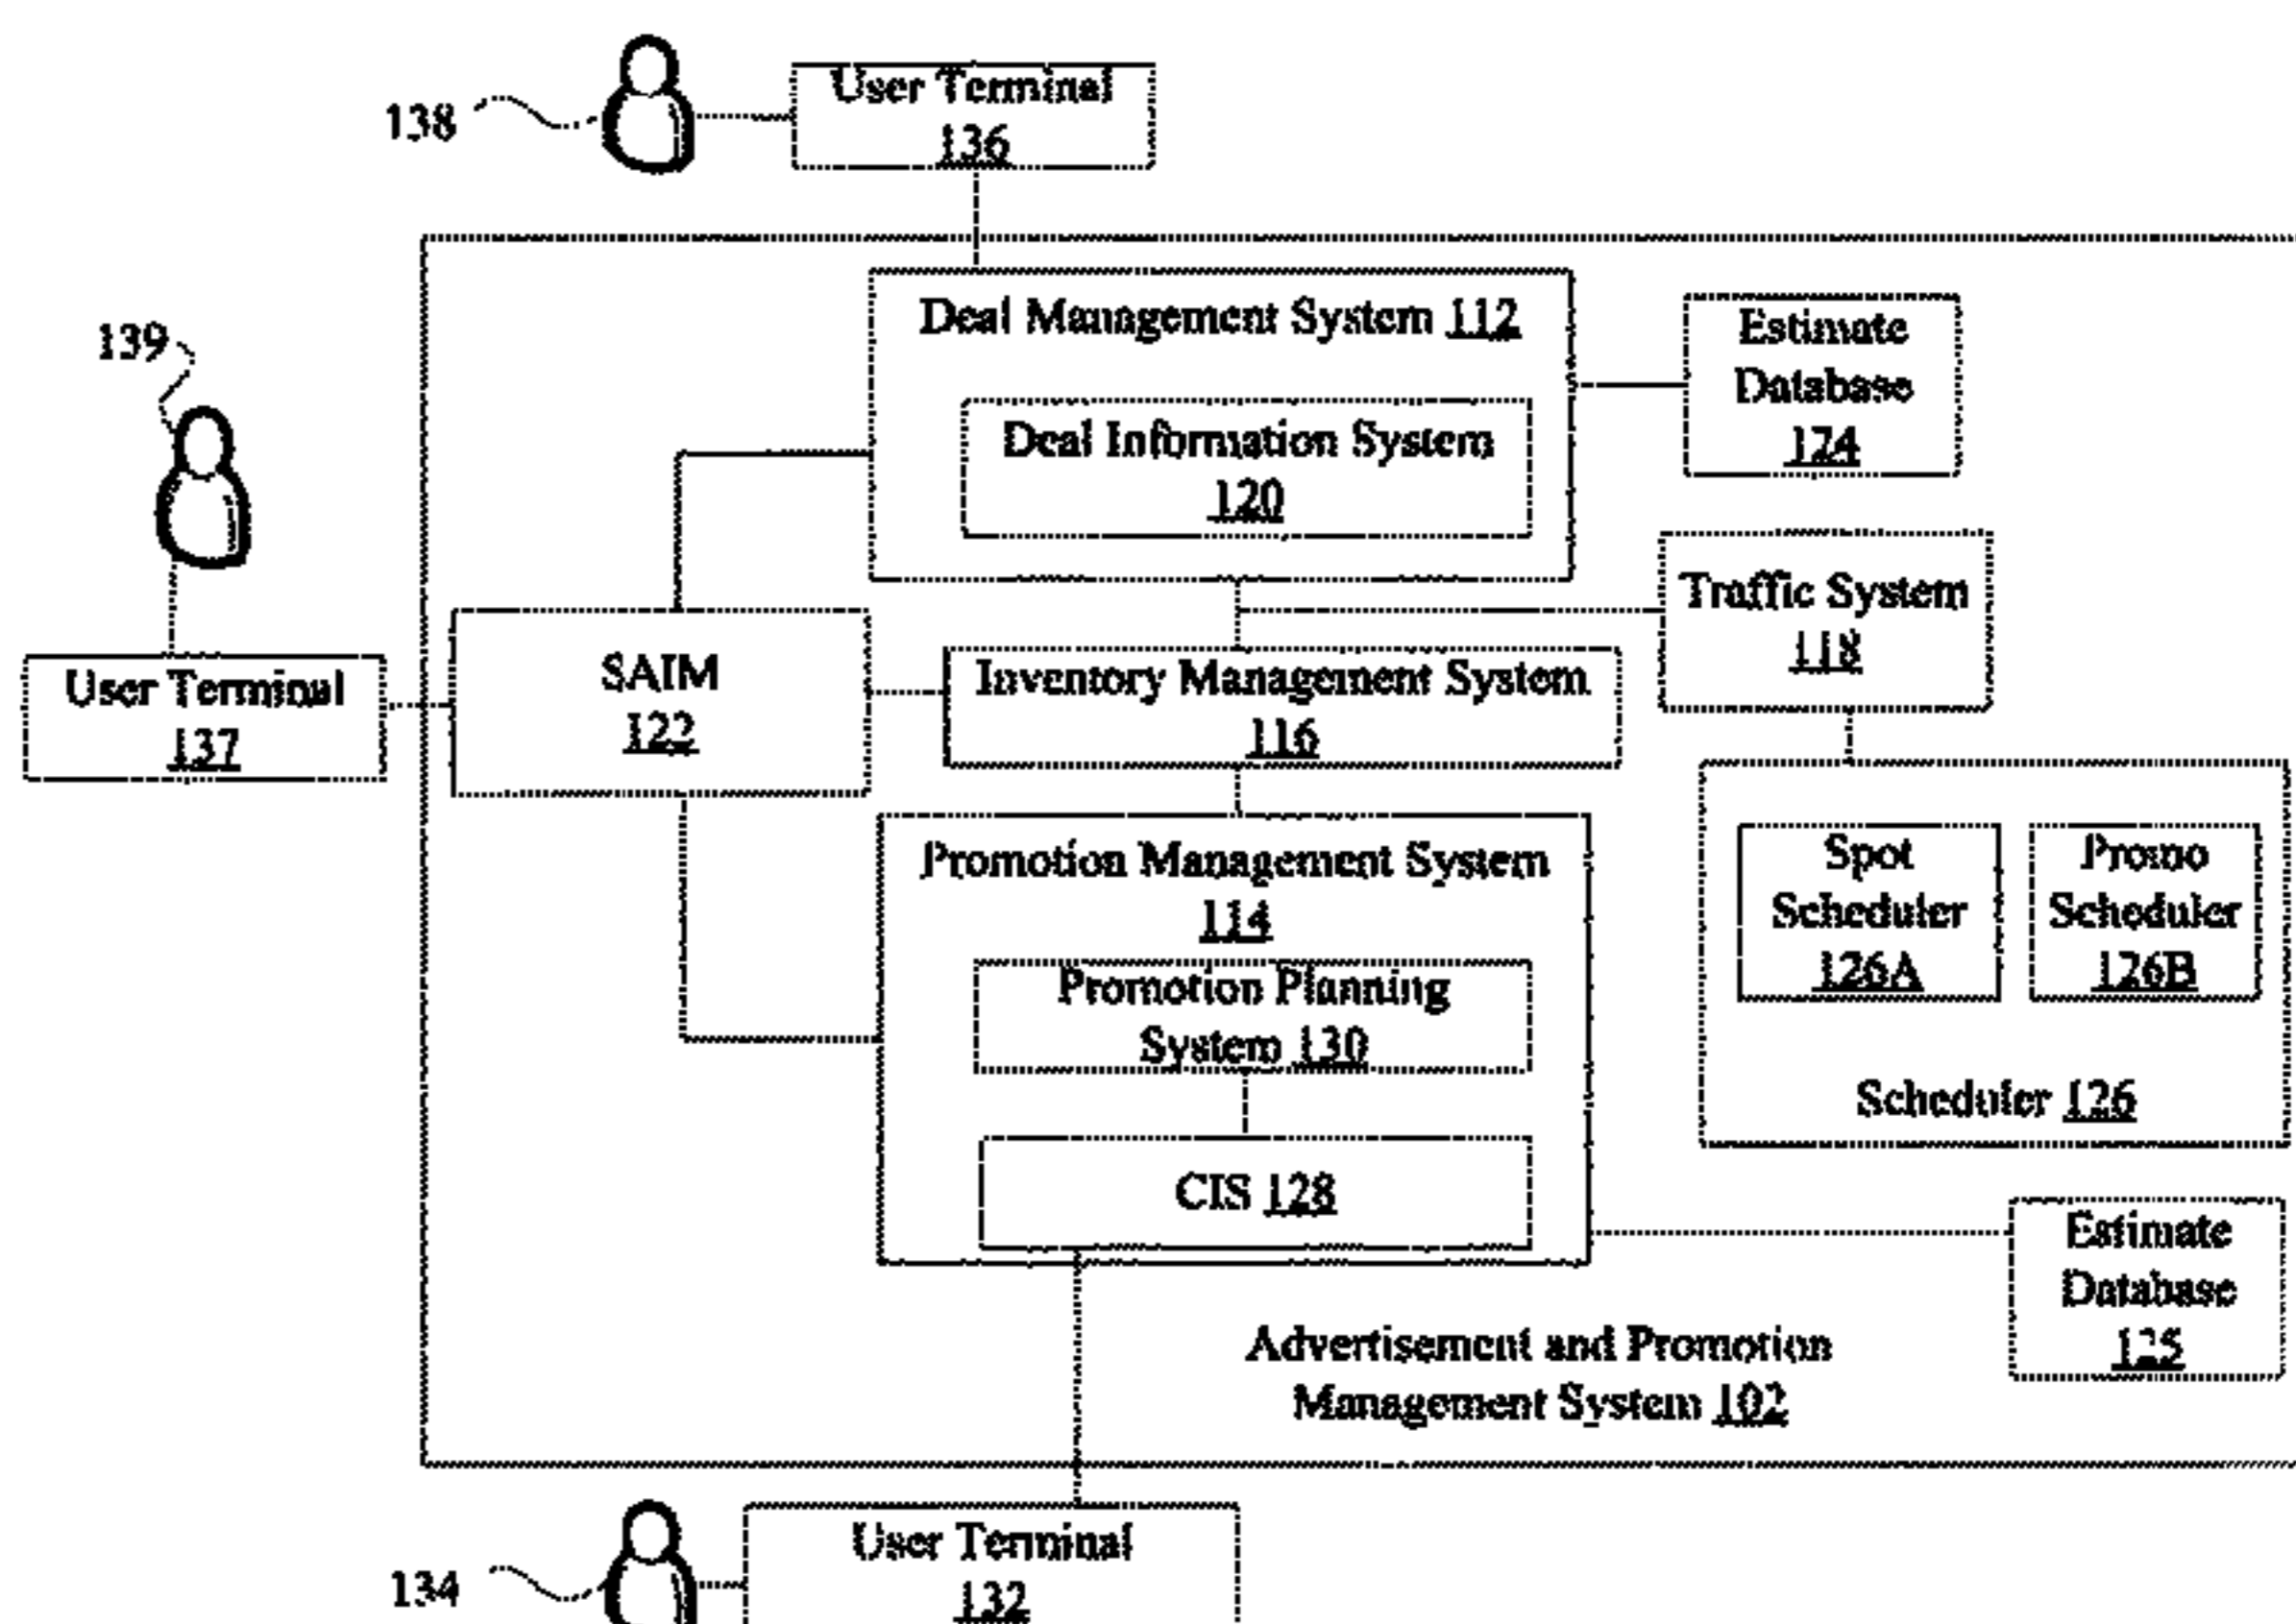 138
User Terminal
136
Deal Management System 112
Estimate
Database
124
139
Deal Information System
120
Traffic System
118
User Terminal
137
SAIM
122
Inventory Management System
116
Promotion Management System
114
Spot
Scheduler
126A
Promo
Scheduler
126B
Promotion Planning
System 130
Scheduler 126
CIS 128
Estimate
Database
125
Advertisement and Promotion
Management System 102
134
User Terminal
132